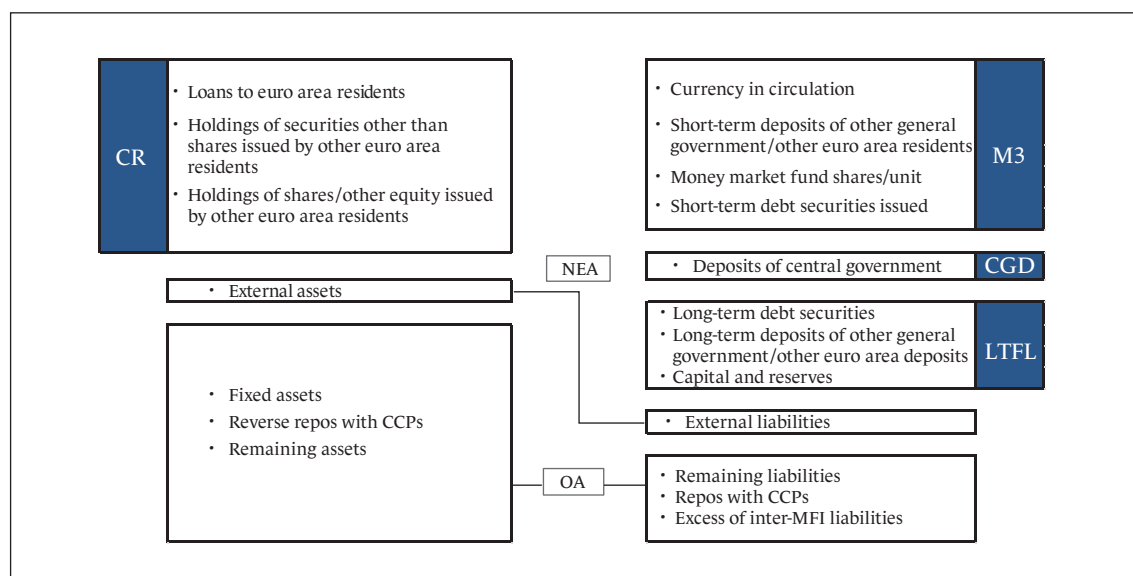 CR
• Loans to euro area residents
• Holdings of securities other than
shares issued by other euro area
residents
• Holdings of shares/other equity issued
by other euro area residents
• External assets
• Fixed assets
• Reverse repos with CCPs
• Remaining assets
NEA
OA
• Currency in circulation
• Short-term deposits of other general
government/other euro area residents
• Money market fund shares/unit
• Short-term debt securities issued
M3
• Deposits of central government
CGD
• Long-term debt securities
• Long-term deposits of other general
government/other euro area deposits
• Capital and reserves
LTFL
• External liabilities
• Remaining liabilities
• Repos with CCPs
• Excess of inter-MFI liabilities